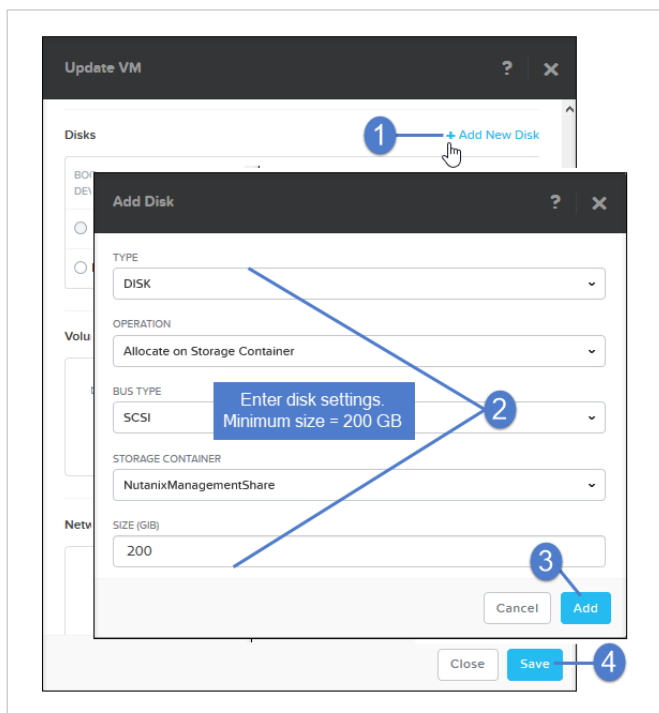 Update VM
?
Disks
1
+ Add New Disk
BOO
DEV
Add Disk
?
TYPE
DISK
OPERATION
Allocate on Storage Container
Volu
BUS TYPE
SCSI
Enter disk settings.
Minimum size = 200 GB
2
STORAGE CONTAINER
NutanixManagementShare
Netw
SIZE (GIB)
200
3
Cancel
Add
Close
Save
4